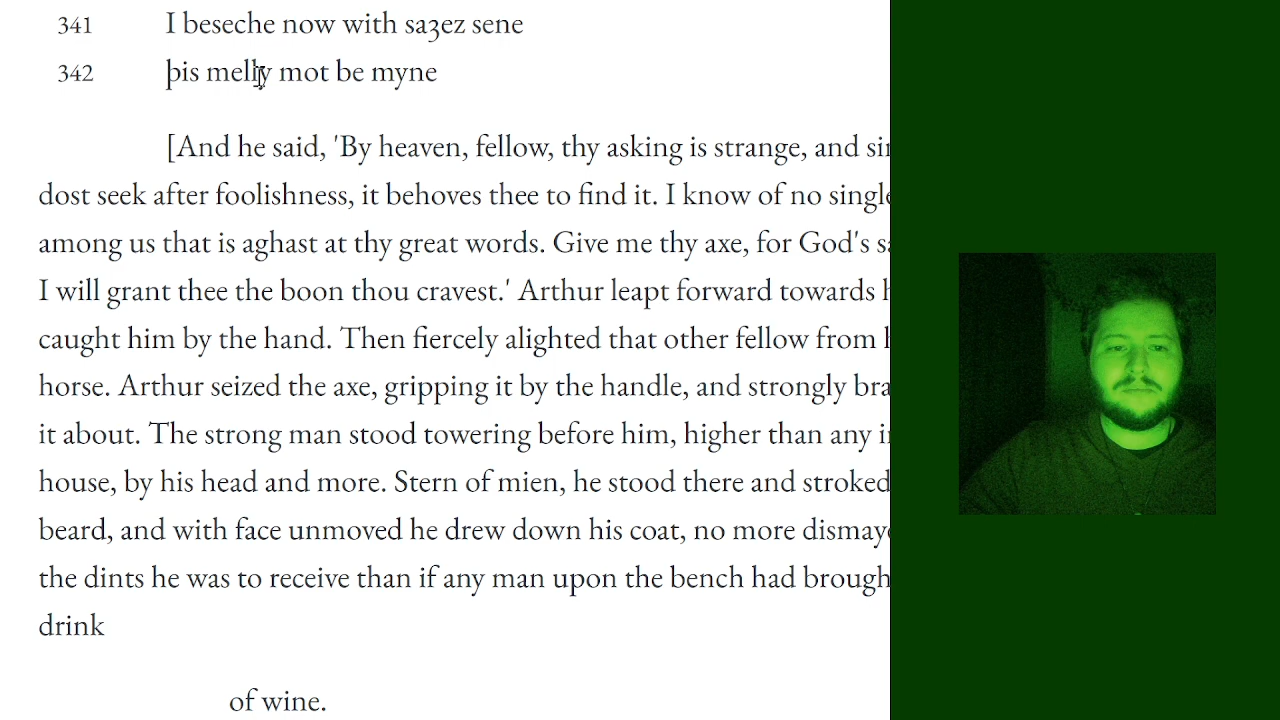 341 I beseche now with saȝez sene
342 þis melly mot be myne
[And he said, 'By heaven, fellow, thy asking is strange, and
dost seek after foolishness, it behoves thee to find it. I know of no
among us that is aghast at thy great words. Give me thy axe, for God's
I will grant thee the boon thou cravest.' Arthur leapt forward towards
caught him by the hand. Then fiercely alighted that other fellow from
horse. Arthur seized the axe, gripping it by the handle, and strongly
it about. The strong man stood towering before him, higher than any
house, by his head and more. Stern of mien, he stood there and stroked
beard, and with face unmoved he drew down his coat, no more
the dints he was to receive than if any man upon the bench had
drink
of wine.